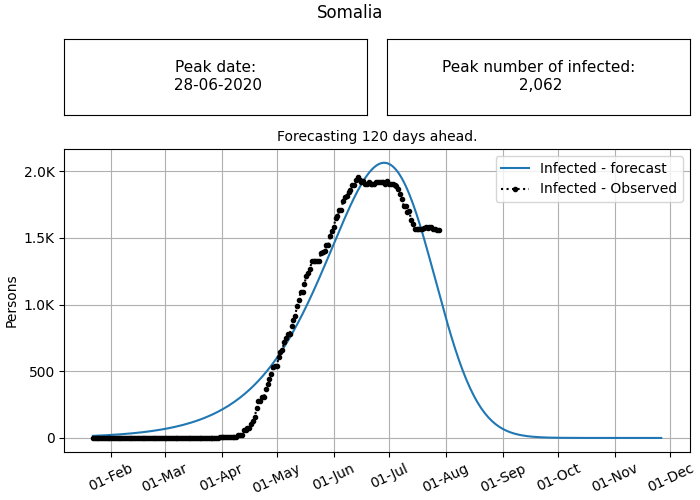 Somalia
Peak date:
28-06-2020
Peak number of infected:
2,062
Forecasting 120 days ahead.
Infected - forecast
Infected - Observed
Persons
2.0K
1.5K
1.0K
500
0
01-Feb
01-Mar
01-Apr
01-May
01-Jun
01-Jul
01-Aug
01-Sep
01-Oct
01-Nov
01-Dec